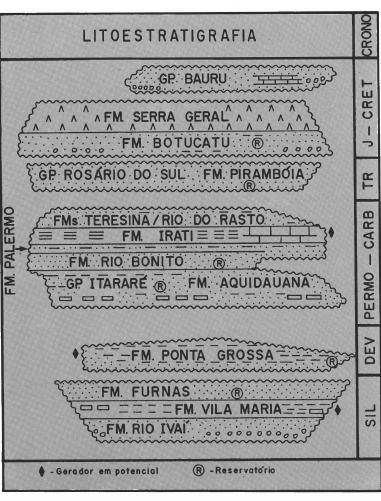 LITOESTRATIGRAFIA CRONO
GP. BAURU
FM. SERRA GERAL
FM. BOTUCATU R
J - CRET
GP ROSÁRIO DO SUL FM. PIRAMBÓIA
R
TR
FMs TERESINA/RIO DO RASTO
FM. IRATI
FM. PALERMO
FM. RIO BONITO R
GP ITARARÉ R FM. AQUIDAUANA
PERMO - CARB
FM. PONTA GROSSA R
DEV
FM. FURNAS R
FM. VILA MARIA
FM. RIO IVAÍ
SIL
- Gerador em potencial R - Reservatório